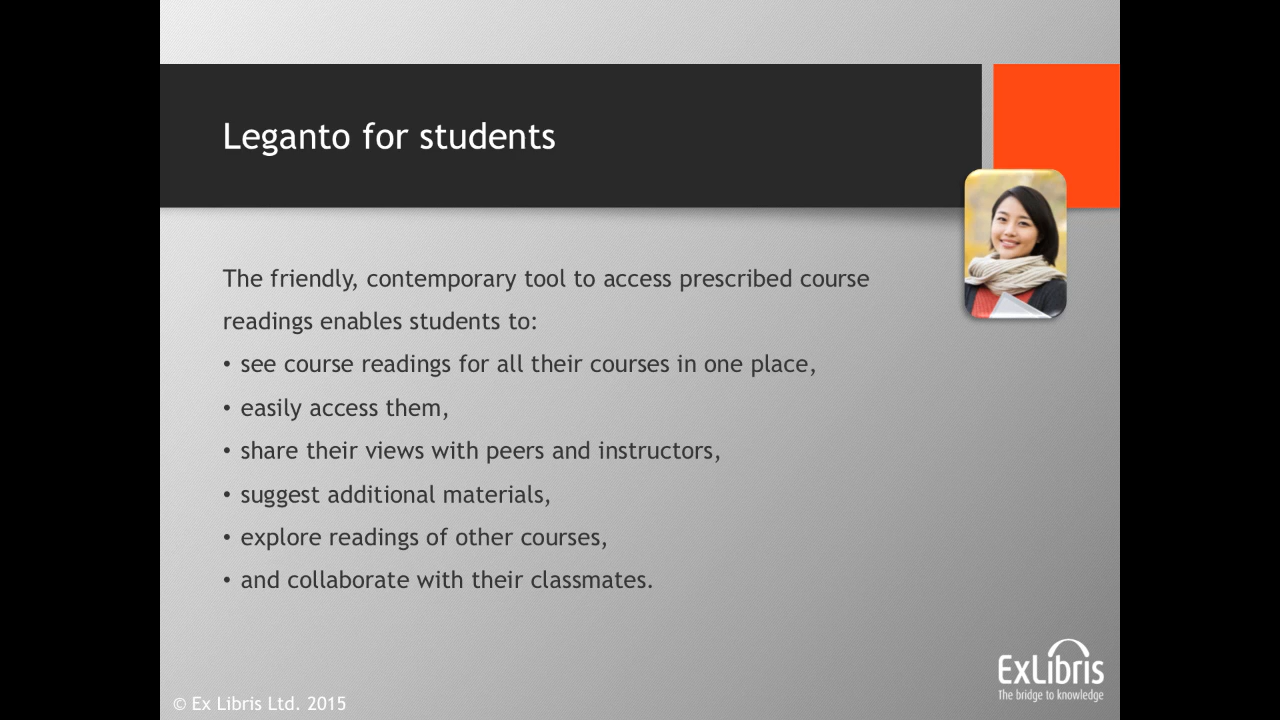 Leganto for students
The friendly, contemporary tool to access prescribed course
readings enables students to:
• see course readings for all their courses in one place,
• easily access them,
• share their views with peers and instructors,
• suggest additional materials,
• explore readings of other courses,
• and collaborate with their classmates.
ExLibris
The bridge to knowledge
© Ex Libris Ltd. 2015